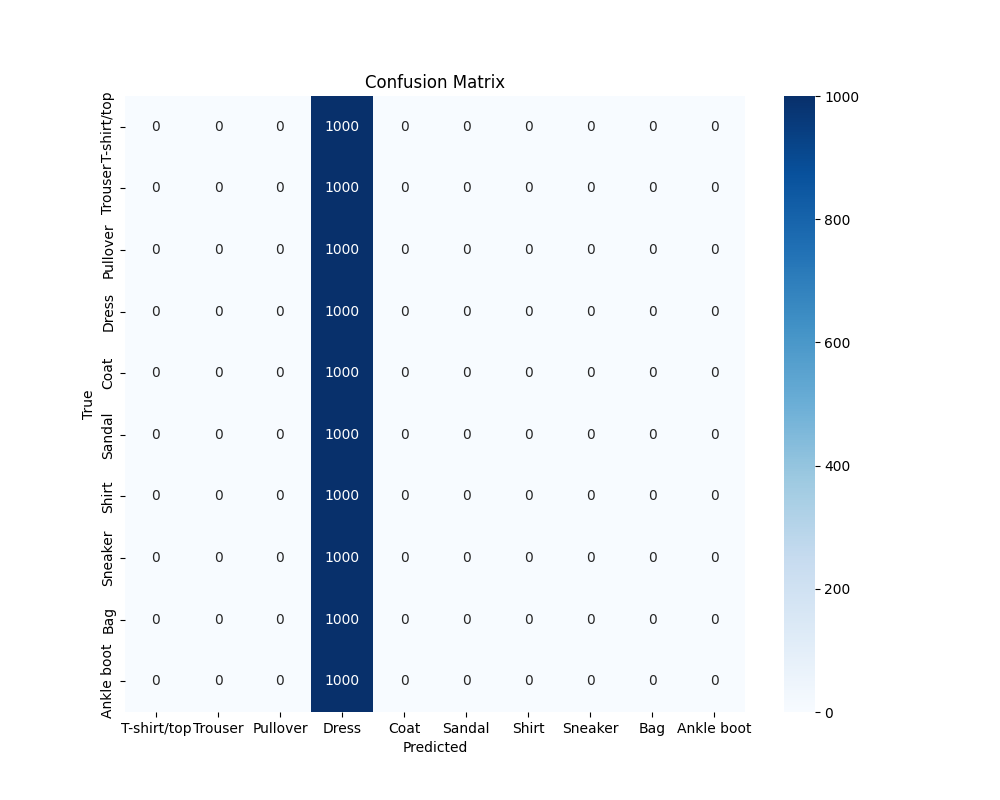 Confusion Matrix
T-shirt/top 0 0 0 1000 0 0 0 0 0 0
Trouser 0 0 0 1000 0 0 0 0 0 0
Pullover 0 0 0 1000 0 0 0 0 0 0
Dress 0 0 0 1000 0 0 0 0 0 0
Coat 0 0 0 1000 0 0 0 0 0 0
Sandal 0 0 0 1000 0 0 0 0 0 0
Shirt 0 0 0 1000 0 0 0 0 0 0
Sneaker 0 0 0 1000 0 0 0 0 0 0
Bag 0 0 0 1000 0 0 0 0 0 0
Ankle boot 0 0 0 1000 0 0 0 0 0 0
True
T-shirt/top Trouser Pullover Dress Coat Sandal Shirt Sneaker Bag Ankle boot
Predicted
1000
800
600
400
200
0